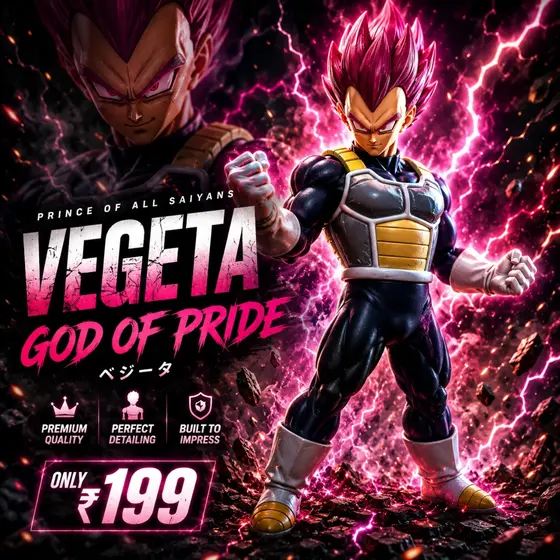 PRINCE OF ALL SAIYANS
VEGETA
GOD OF PRIDE
ベジータ
PREMIUM
QUALITY
PERFECT
DETAILING
BUILT TO
IMPRESS
ONLY
₹199